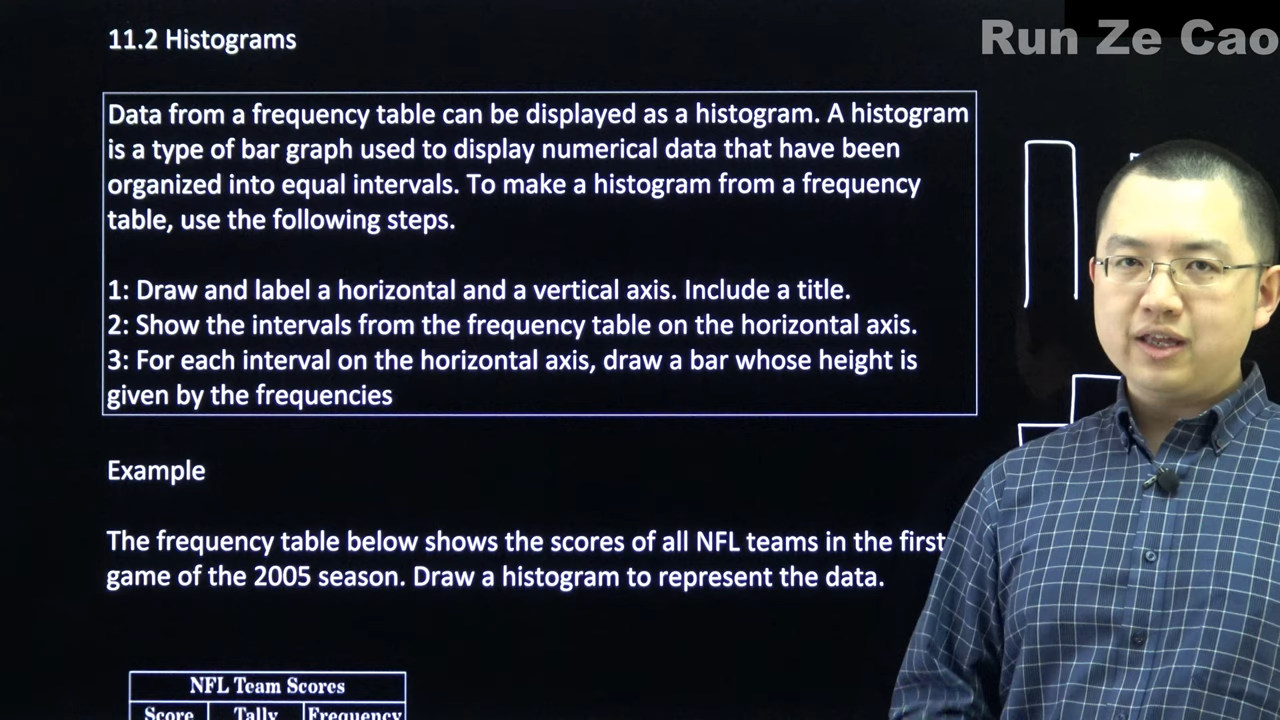 11.2 Histograms
Run Ze Cao
Data from a frequency table can be displayed as a histogram. A histogram
is a type of bar graph used to display numerical data that have been
organized into equal intervals. To make a histogram from a frequency
table, use the following steps.
1: Draw and label a horizontal and a vertical axis. Include a title.
2: Show the intervals from the frequency table on the horizontal axis.
3: For each interval on the horizontal axis, draw a bar whose height is
given by the frequencies
Example
The frequency table below shows the scores of all NFL teams in the first
game of the 2005 season. Draw a histogram to represent the data.
NFL Team Scores
Score Tally Frequency